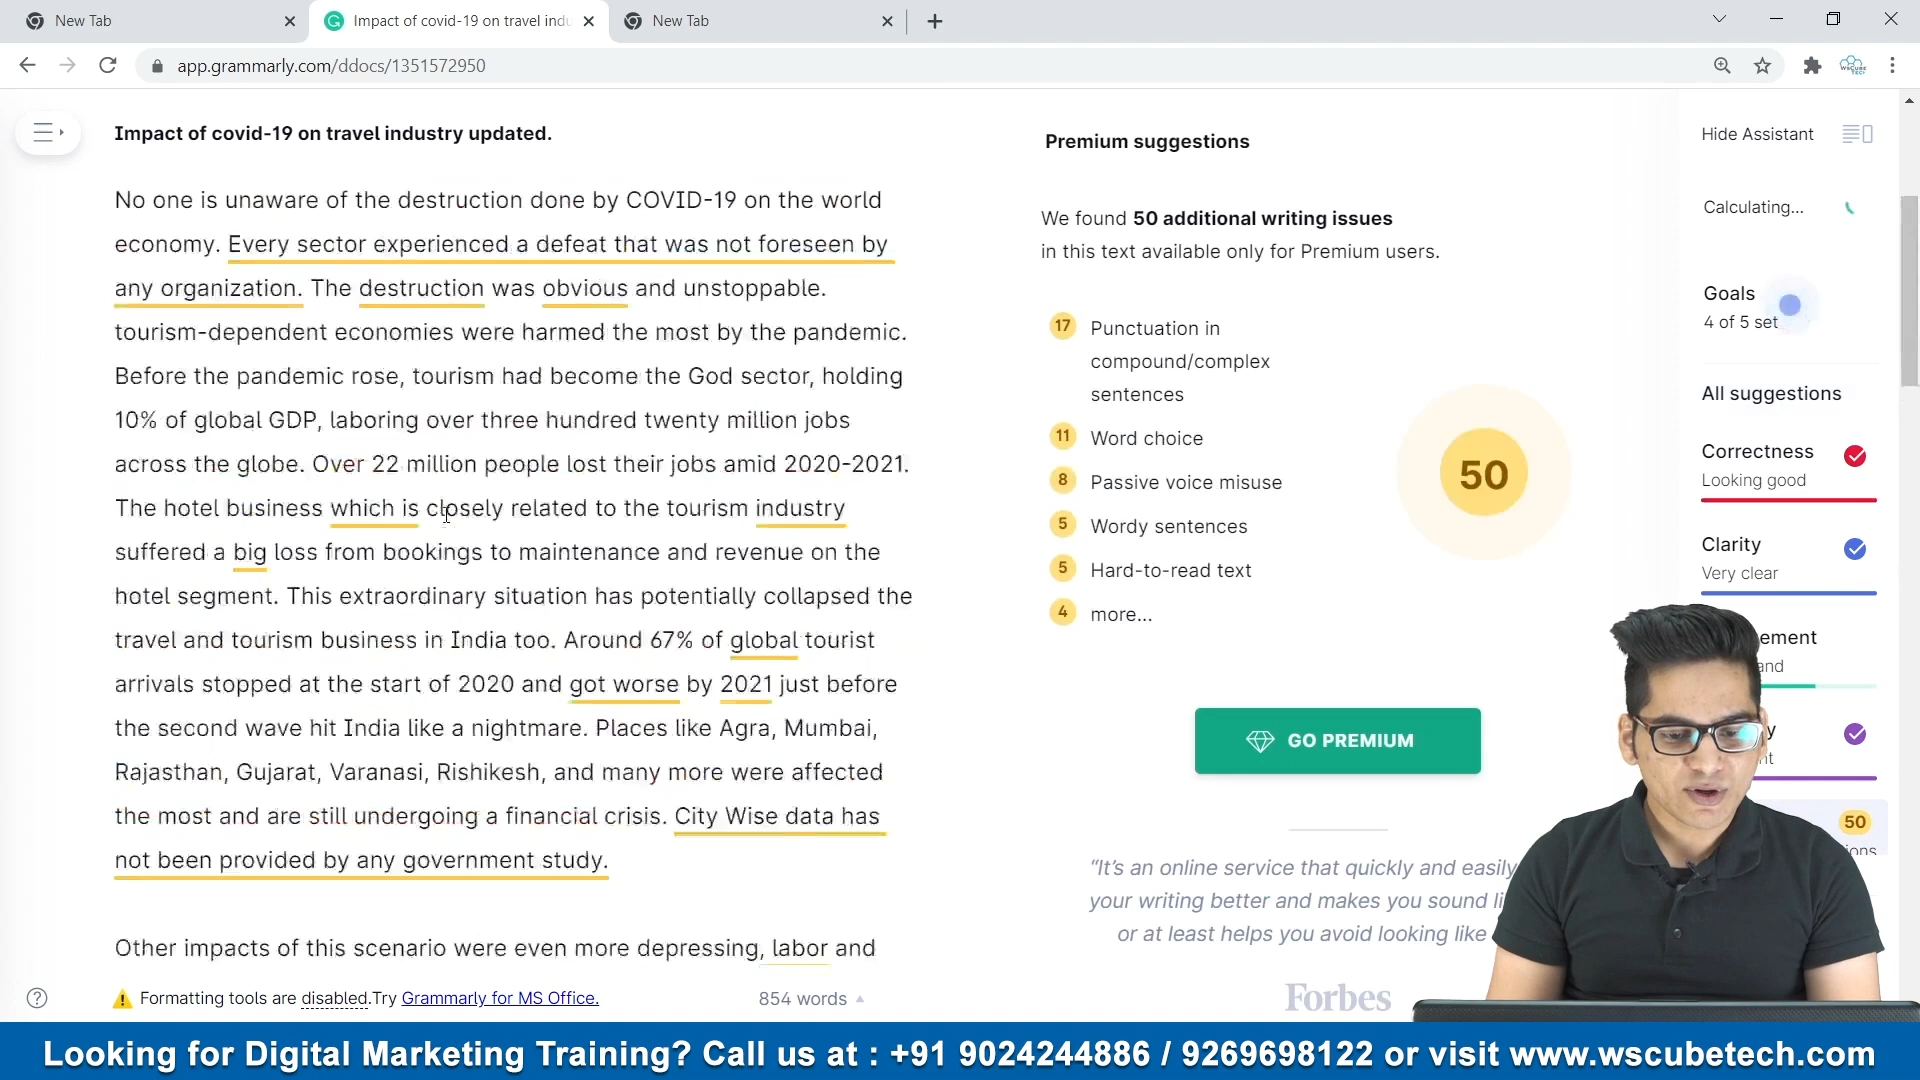 New Tab
Impact of covid-19 on travel indu
New Tab
app.grammarly.com/ddocs/1351572950
WsCube
TECH
Impact of covid-19 on travel industry updated.
No one is unaware of the destruction done by COVID-19 on the world
economy. Every sector experienced a defeat that was not foreseen by
any organization. The destruction was obvious and unstoppable.
tourism-dependent economies were harmed the most by the pandemic.
Before the pandemic rose, tourism had become the God sector, holding
10% of global GDP, laboring over three hundred twenty million jobs
across the globe. Over 22 million people lost their jobs amid 2020-2021.
The hotel business which is closely related to the tourism industry
suffered a big loss from bookings to maintenance and revenue on the
hotel segment. This extraordinary situation has potentially collapsed the
travel and tourism business in India too. Around 67% of global tourist
arrivals stopped at the start of 2020 and got worse by 2021 just before
the second wave hit India like a nightmare. Places like Agra, Mumbai,
Rajasthan, Gujarat, Varanasi, Rishikesh, and many more were affected
the most and are still undergoing a financial crisis. City Wise data has
not been provided by any government study.
Other impacts of this scenario were even more depressing, labor and
Formatting tools are disabled.Try Grammarly for MS Office.
854 words
Premium suggestions
We found 50 additional writing issues
in this text available only for Premium users.
17 Punctuation in
compound/complex
sentences
11 Word choice
8 Passive voice misuse
5 Wordy sentences
5 Hard-to-read text
4 more...
50
GO PREMIUM
“It’s an online service that quickly and easily
your writing better and makes you sound li
or at least helps you avoid looking like
Forbes
Hide Assistant
Calculating...
Goals
4 of 5 set
All suggestions
Correctness
Looking good
Clarity
Very clear
ement
and
y
nt
50
ions
Looking for Digital Marketing Training? Call us at : +91 9024244886 / 9269698122 or visit www.wscubetech.com